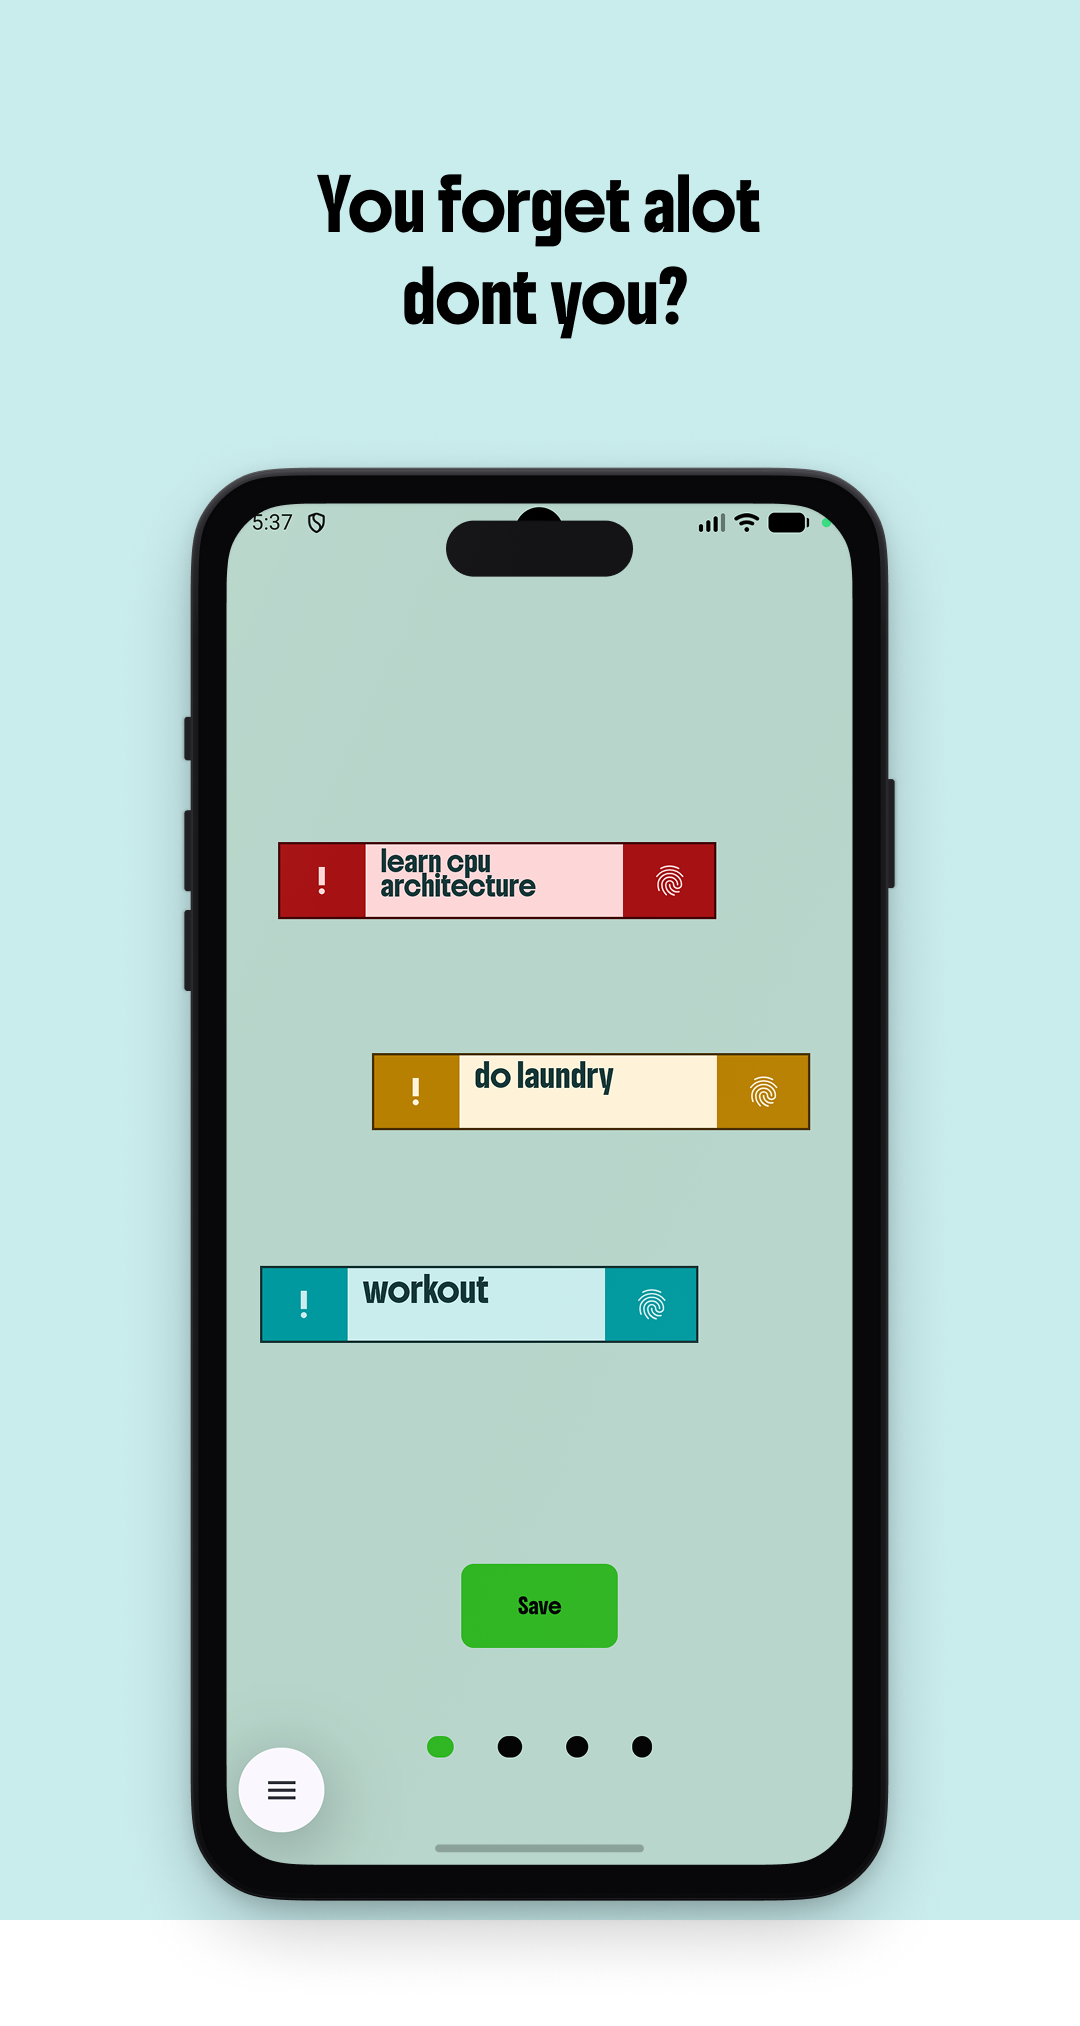 You forget alot
dont you?
5:37
!
learn cpu
architecture
!
do laundry
!
workout
Save